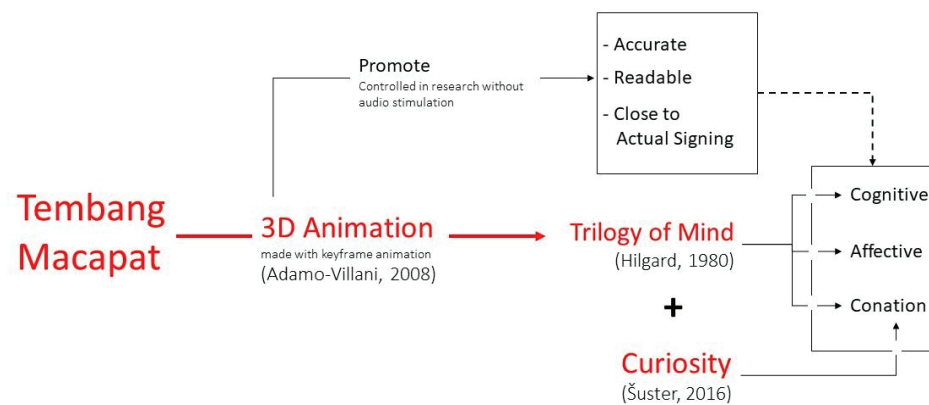 Promote
Controlled in research without
audio stimulation
- Accurate
- Readable
- Close to
Actual Signing
Tembang
Macapat
3D Animation
made with keyframe animation
(Adamo-Villani, 2008)
Trilogy of Mind
(Hilgard, 1980)
+
Curiosity
(Šuster, 2016)
Cognitive
Affective
Conation